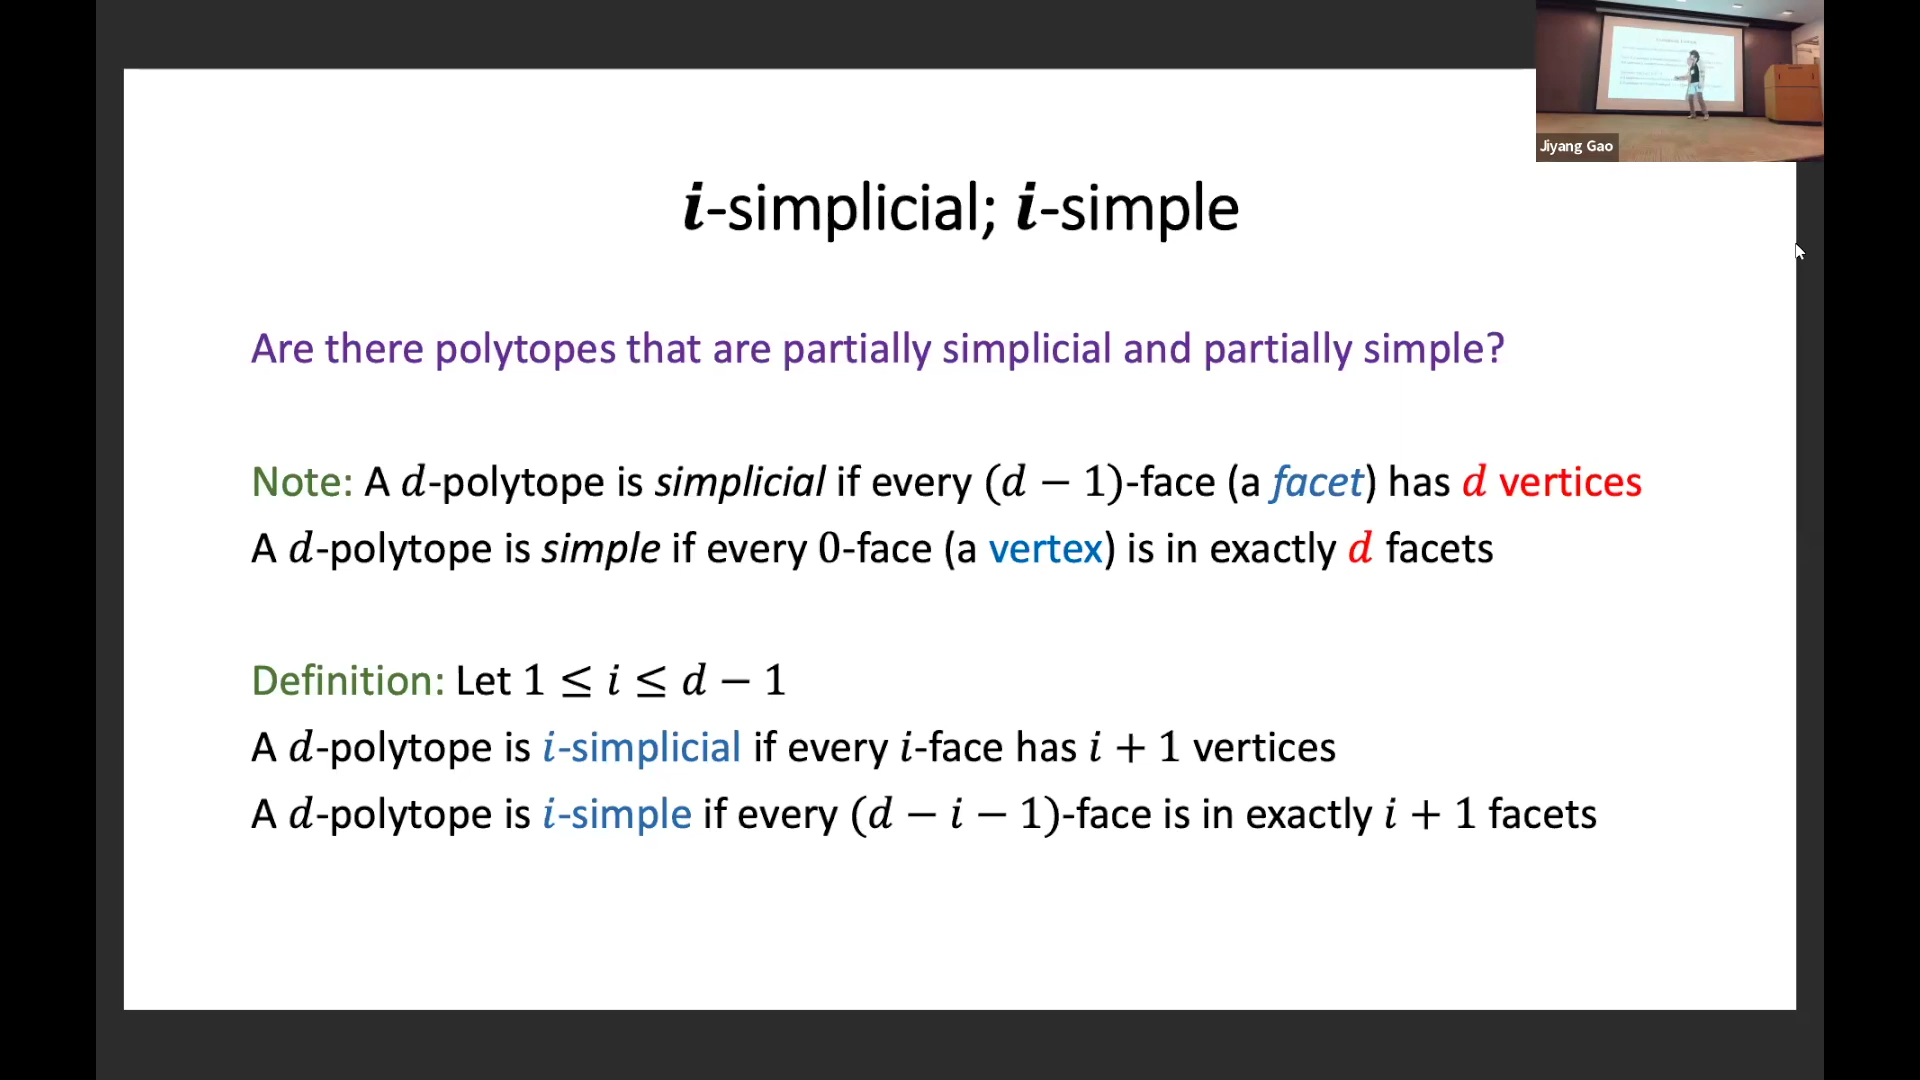 Jiyang Gao
i-simplicial; i-simple
Are there polytopes that are partially simplicial and partially simple?
Note: A d-polytope is simplicial if every (d − 1)-face (a facet) has d vertices
A d-polytope is simple if every 0-face (a vertex) is in exactly d facets
Definition: Let 1 ≤ i ≤ d − 1
A d-polytope is i-simplicial if every i-face has i + 1 vertices
A d-polytope is i-simple if every (d − i − 1)-face is in exactly i + 1 facets